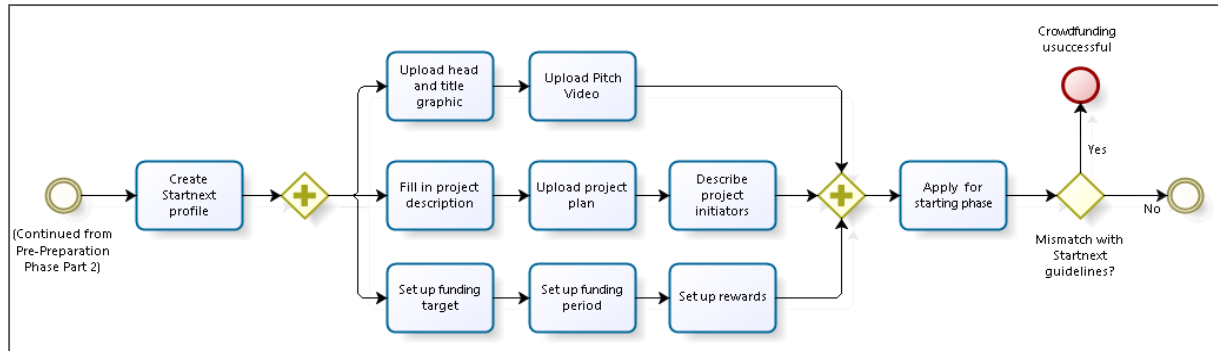 Crowdfunding
usuccessful
Upload head
and title
graphic
Upload Pitch
Video
Yes
Create
Startnext
profile
Fill in project
description
Upload project
plan
Describe
project
initiators
Apply for
starting phase
No
(Continued from
Pre-Preparation
Phase Part 2)
Mismatch with
Startnext
guidelines?
Set up funding
target
Set up funding
period
Set up rewards